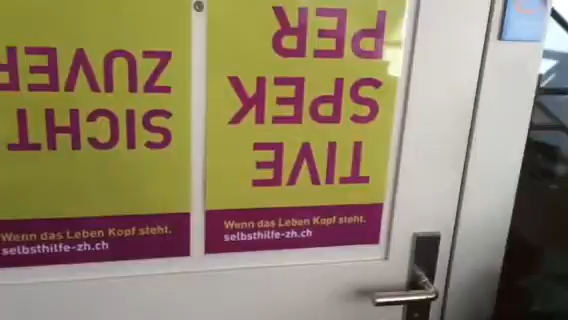 ZUVER
SICHT
Wenn das Leben Kopf steht.
selbsthilfe-zh.ch
PER
SPEK
TIVE
Wenn das Leben Kopf steht.
selbsthilfe-zh.ch